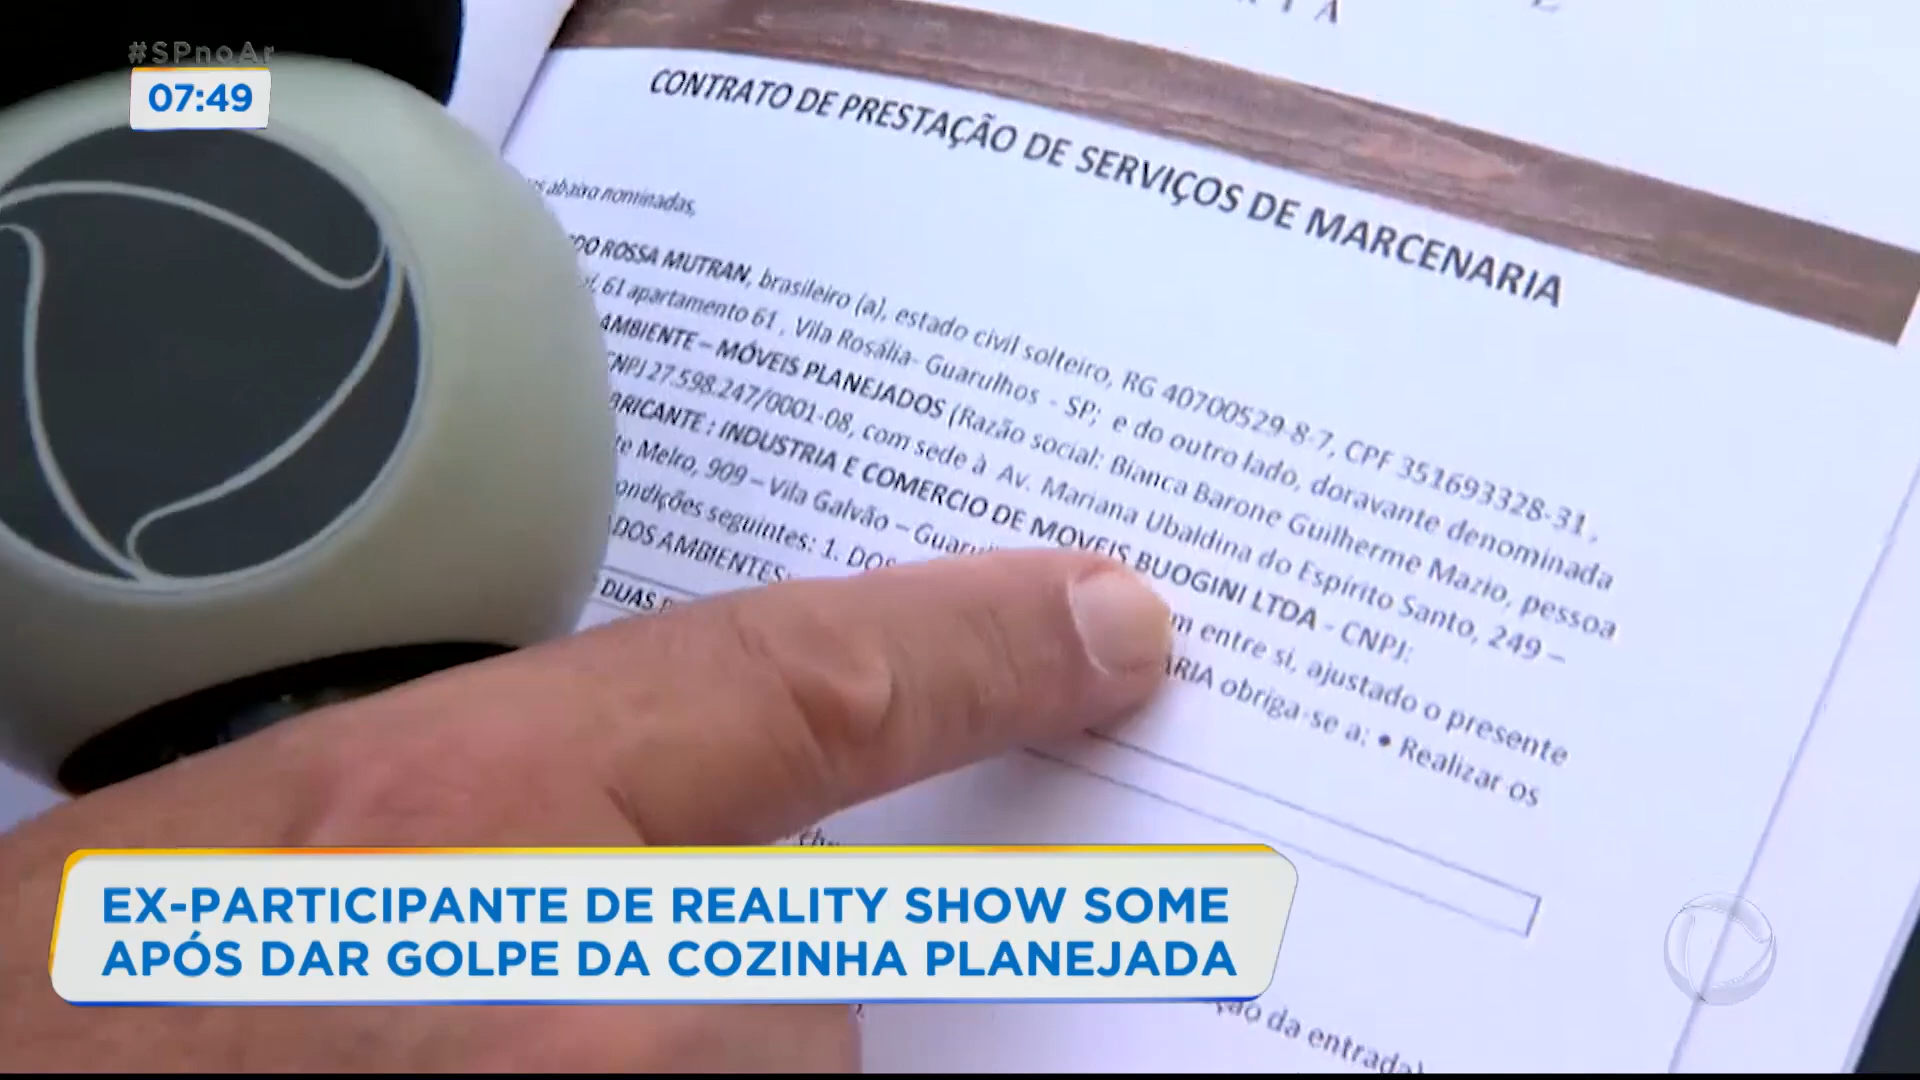 #SPnoAr
07:49
CONTRATO DE PRESTAÇÃO DE SERVIÇOS DE MARCENARIA
abaixo nominadas,
ROSSA MUTRAN, brasileiro (a), estado civil solteiro, RG 40700529-8-7, CPF 351693328-31,
61 apartamento 61, Vila Rosália- Guarulhos - SP; e do outro lado, doravante denominada
AMBIENTE – MÓVEIS PLANEJADOS (Razão social: Bianca Barone Guilherme Mazio, pessoa
CNPJ 27.598.247/0001-08, com sede à Av. Mariana Ubaldina do Espírito Santo, 249 –
BRICANTE : INDUSTRIA E COMERCIO DE MOVEIS BUOGINI LTDA - CNPJ:
te Melro, 909 – Vila Galvão – Guarul
m entre si, ajustado o presente
ondições seguintes: 1. DOS
ARIA obriga-se a: • Realizar os
DOS AMBIENTES:
DUAS
EX-PARTICIPANTE DE REALITY SHOW SOME
APÓS DAR GOLPE DA COZINHA PLANEJADA
ção da entrada)